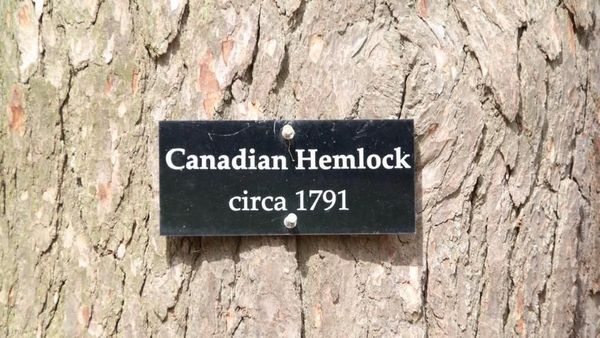 Canadian Hemlock
circa 1791